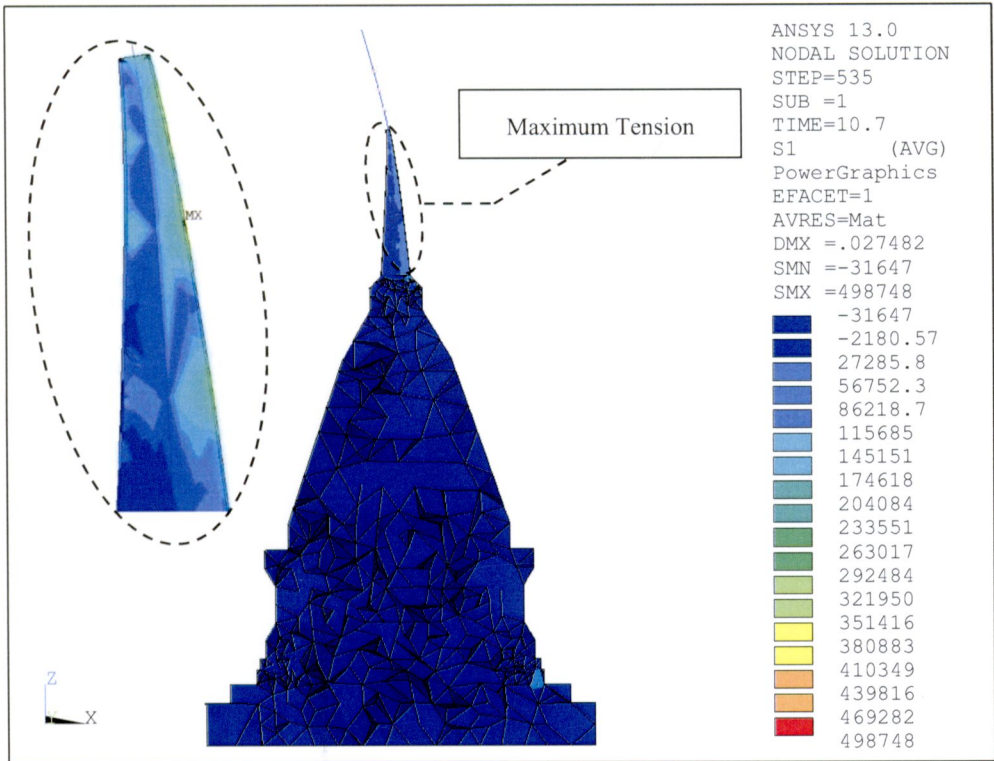 ANSYS 13.0
NODAL SOLUTION
STEP=535
SUB =1
TIME=10.7
S1 (AVG)
PowerGraphics
EFACET=1
AVRES=Mat
DMX =.027482
SMN =-31647
SMX =498748
-31647
-2180.57
27285.8
56752.3
86218.7
115685
145151
174618
204084
233551
263017
292484
321950
351416
380883
410349
439816
469282
498748
Maximum Tension
MX
Z
X